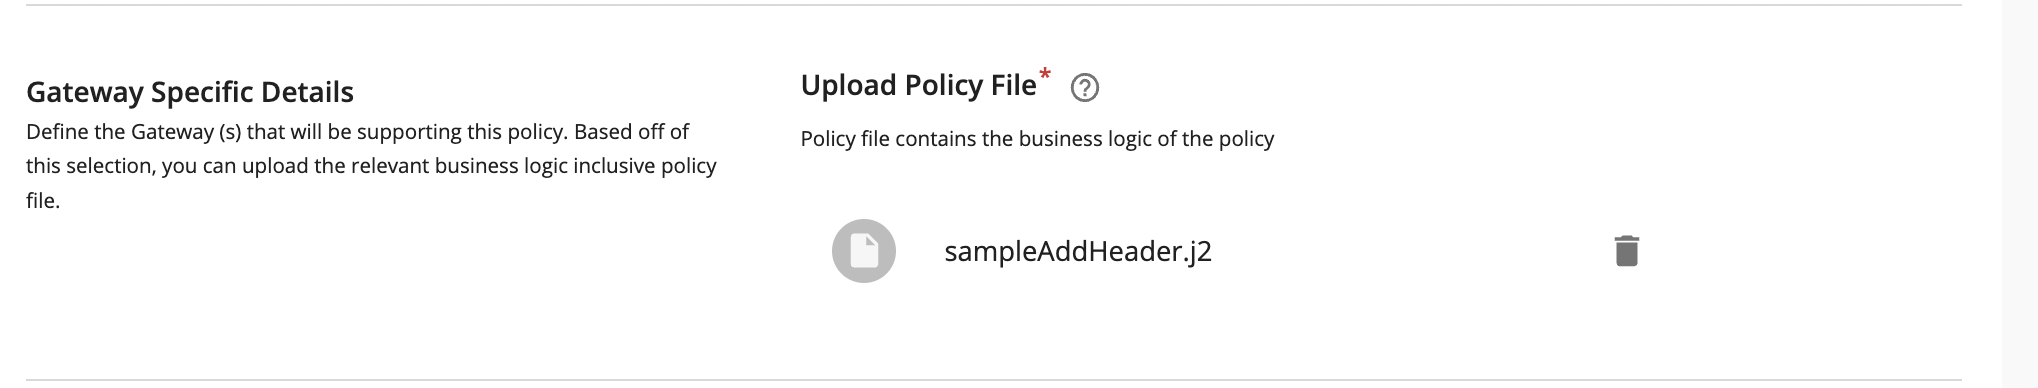 Gateway Specific Details
Define the Gateway (s) that will be supporting this policy. Based off of
this selection, you can upload the relevant business logic inclusive policy
file.
Upload Policy File*
Policy file contains the business logic of the policy
sampleAddHeader.j2